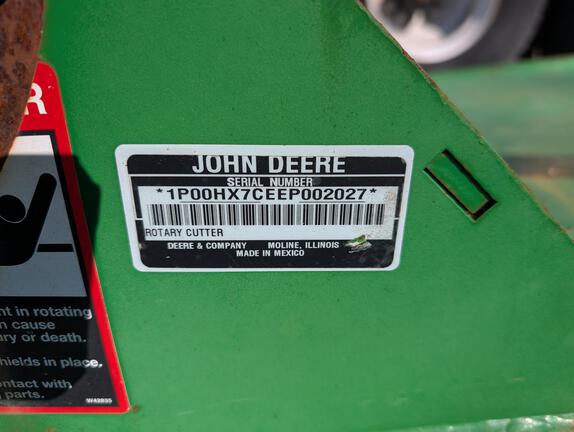 R
JOHN DEERE
SERIAL NUMBER
*1P00HX7CEEP002027*
ROTARY CUTTER
DEERE & COMPANY MOLINE, ILLINOIS
MADE IN MEXICO
nt in rotating
n cause
ry or death.
hields in place,
ontact with
parts.
W42835